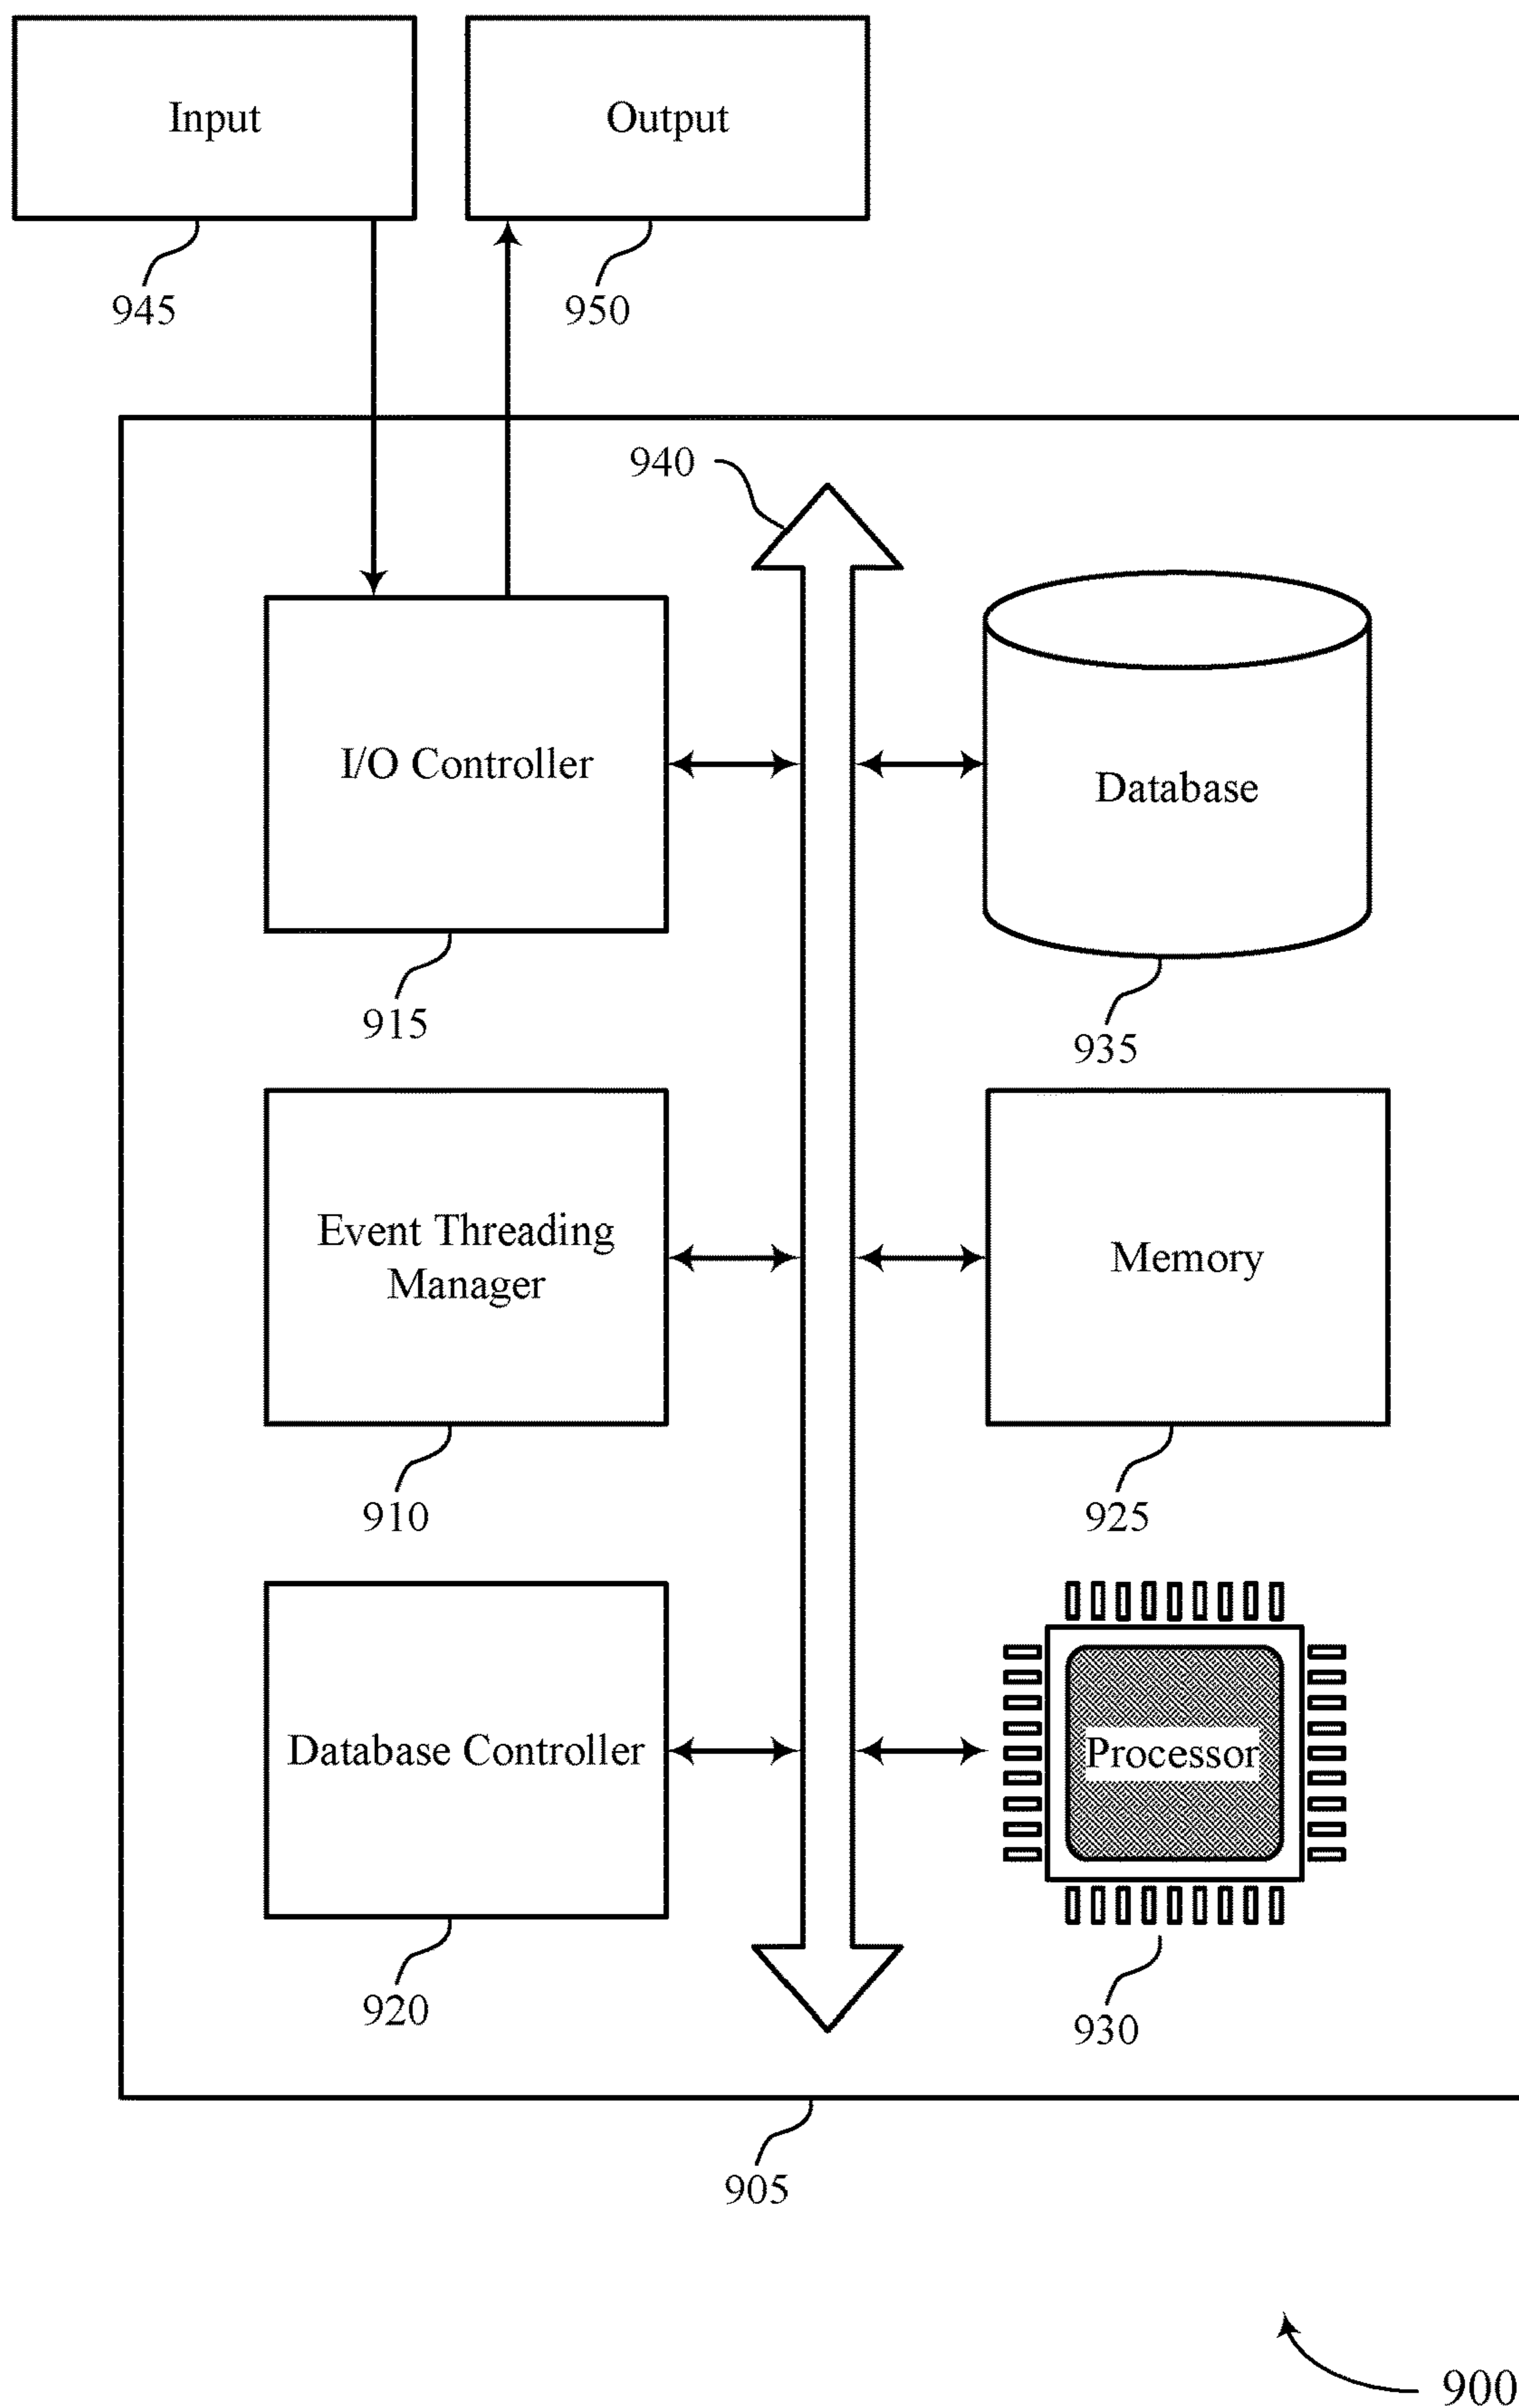 Input
Output
945
950
940
I/O Controller
Database
915
935
Event Threading
Manager
Memory
910
925
Database Controller
Processor
920
930
905
900